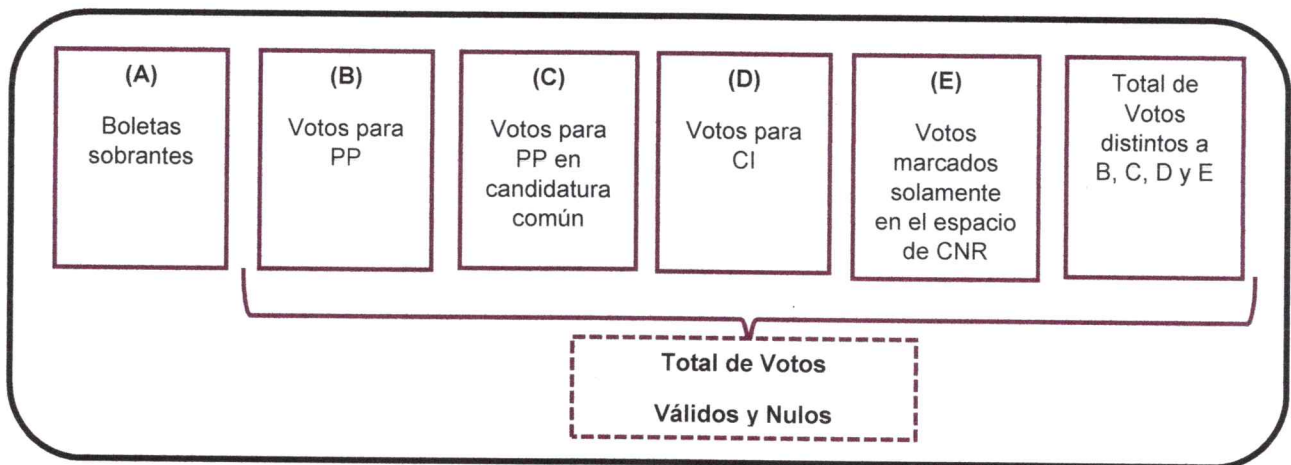 (A)
Boletas
sobrantes
(B)
Votos para
PP
(C)
Votos para
PP en
candidatura
común
(D)
Votos para
CI
(E)
Votos
marcados
solamente
en el espacio
de CNR
Total de
Votos
distintos a
B, C, D y E
Total de Votos
Válidos y Nulos